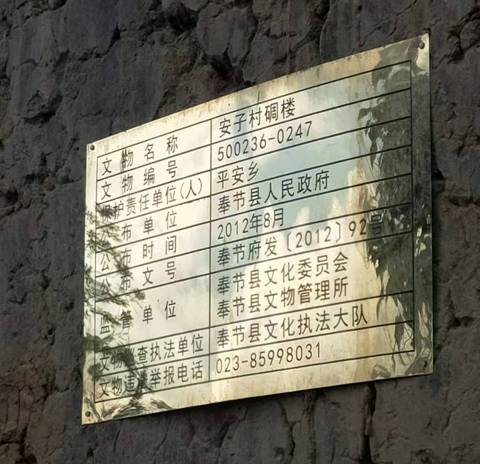 文物名称 安子村碉楼
文物编号 500236-0247
保护责任单位(人) 平安乡
公布单位 奉节县人民政府
公布时间 2012年8月
公布文号 奉节府发〔2012〕92号
监管单位 奉节县文化委员会
奉节县文物管理所
文物巡查执法单位 奉节县文化执法大队
文物违法举报电话 023-85998031